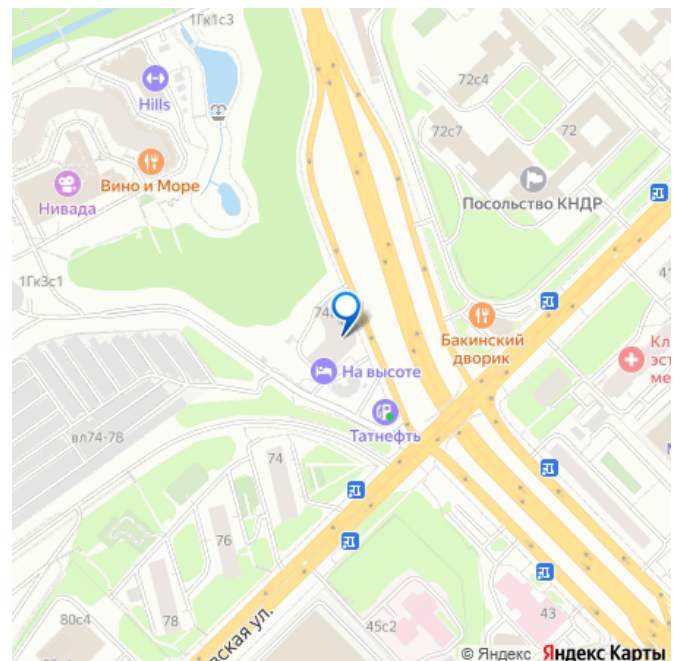 1Гк1с3
Hills
72с4
72с7
72
Вино и Море
Посольство КНДР
Нивада
1Гк3с1
Бакинский
дворик
На высоте
Татнефть
вл74-78
74
76
78
80с4
45с2
43
© Яндекс Яндекс Карты